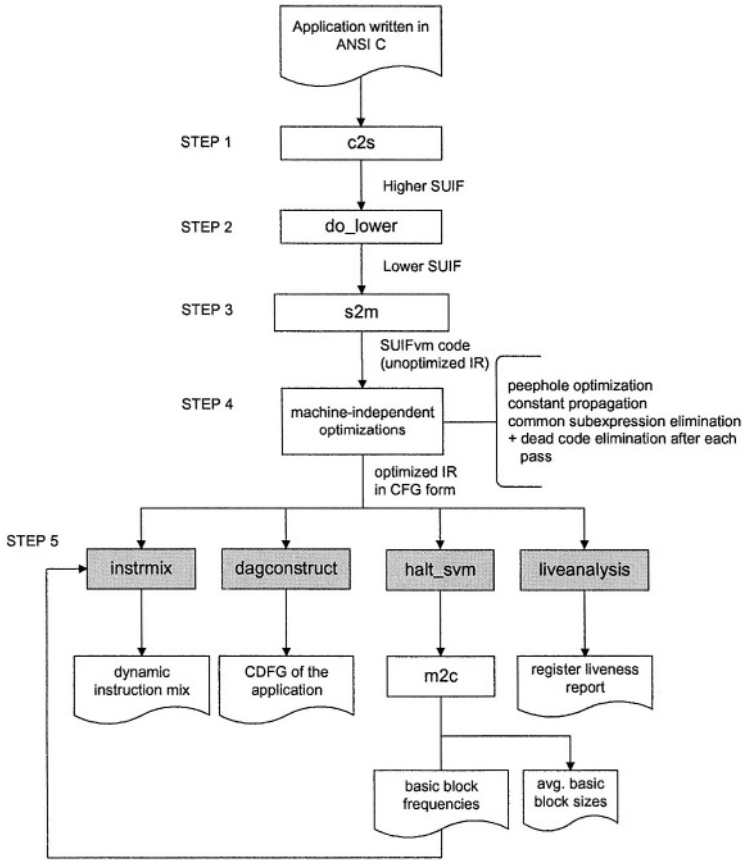 Application written in
ANSI C
STEP 1
c2s
Higher SUIF
STEP 2
do_lower
Lower SUIF
STEP 3
s2m
SUIFvm code
(unoptimized IR)
STEP 4
machine-independent
optimizations
peephole optimization
constant propagation
common subexpression elimination
+ dead code elimination after each
pass
optimized IR
in CFG form
STEP 5
instrmix
dagconstruct
halt_svm
liveanalysis
dynamic
instruction mix
CDFG of the
application
m2c
register liveness
report
basic block
frequencies
avg. basic
block sizes